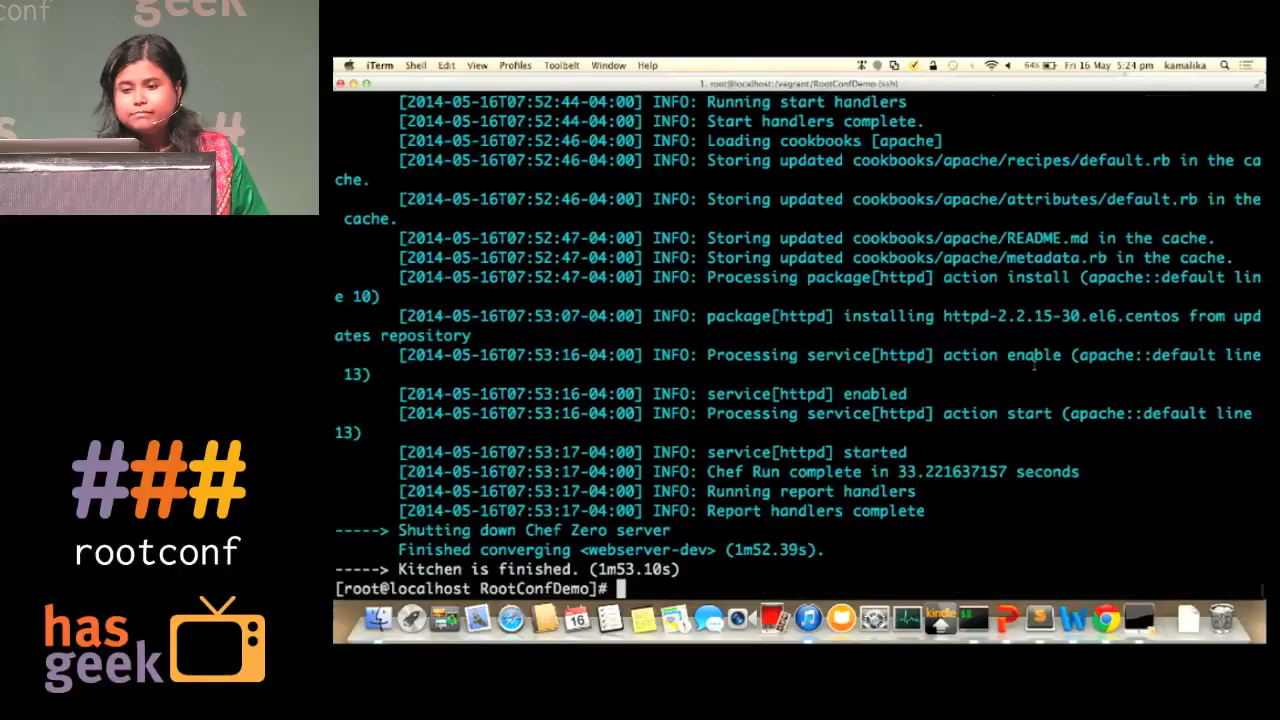 conf
geek
iTerm Shell Edit View Profiles Toolbelt Window Help 64% Fri 16 May 5:24 pm kamalika
1. root@localhost:/vagrant/RootConfDemo (ssh)
[2014-05-16T07:52:44-04:00] INFO: Running start handlers
[2014-05-16T07:52:44-04:00] INFO: Start handlers complete.
[2014-05-16T07:52:46-04:00] INFO: Loading cookbooks [apache]
[2014-05-16T07:52:46-04:00] INFO: Storing updated cookbooks/apache/recipes/default.rb in the ca
che.
[2014-05-16T07:52:46-04:00] INFO: Storing updated cookbooks/apache/attributes/default.rb in the
cache.
[2014-05-16T07:52:47-04:00] INFO: Storing updated cookbooks/apache/README.md in the cache.
[2014-05-16T07:52:47-04:00] INFO: Storing updated cookbooks/apache/metadata.rb in the cache.
[2014-05-16T07:52:47-04:00] INFO: Processing package[httpd] action install (apache::default lin
e 10)
[2014-05-16T07:53:07-04:00] INFO: package[httpd] installing httpd-2.2.15-30.el6.centos from upd
ates repository
[2014-05-16T07:53:16-04:00] INFO: Processing service[httpd] action enable (apache::default line
13)
[2014-05-16T07:53:16-04:00] INFO: service[httpd] enabled
[2014-05-16T07:53:16-04:00] INFO: Processing service[httpd] action start (apache::default line
13)
[2014-05-16T07:53:17-04:00] INFO: service[httpd] started
[2014-05-16T07:53:17-04:00] INFO: Chef Run complete in 33.221637157 seconds
[2014-05-16T07:53:17-04:00] INFO: Running report handlers
[2014-05-16T07:53:17-04:00] INFO: Report handlers complete
-----> Shutting down Chef Zero server
Finished converging <webserver-dev> (1m52.39s).
-----> Kitchen is finished. (1m53.10s)
[root@localhost RootConfDemo]#
16
kindle
###
rootconf
has
geek